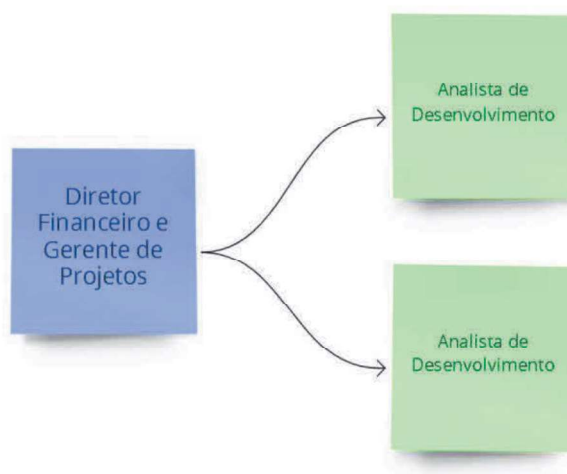 Diretor
Financeiro e
Gerente de
Projetos
Analista de
Desenvolvimento
Analista de
Desenvolvimento